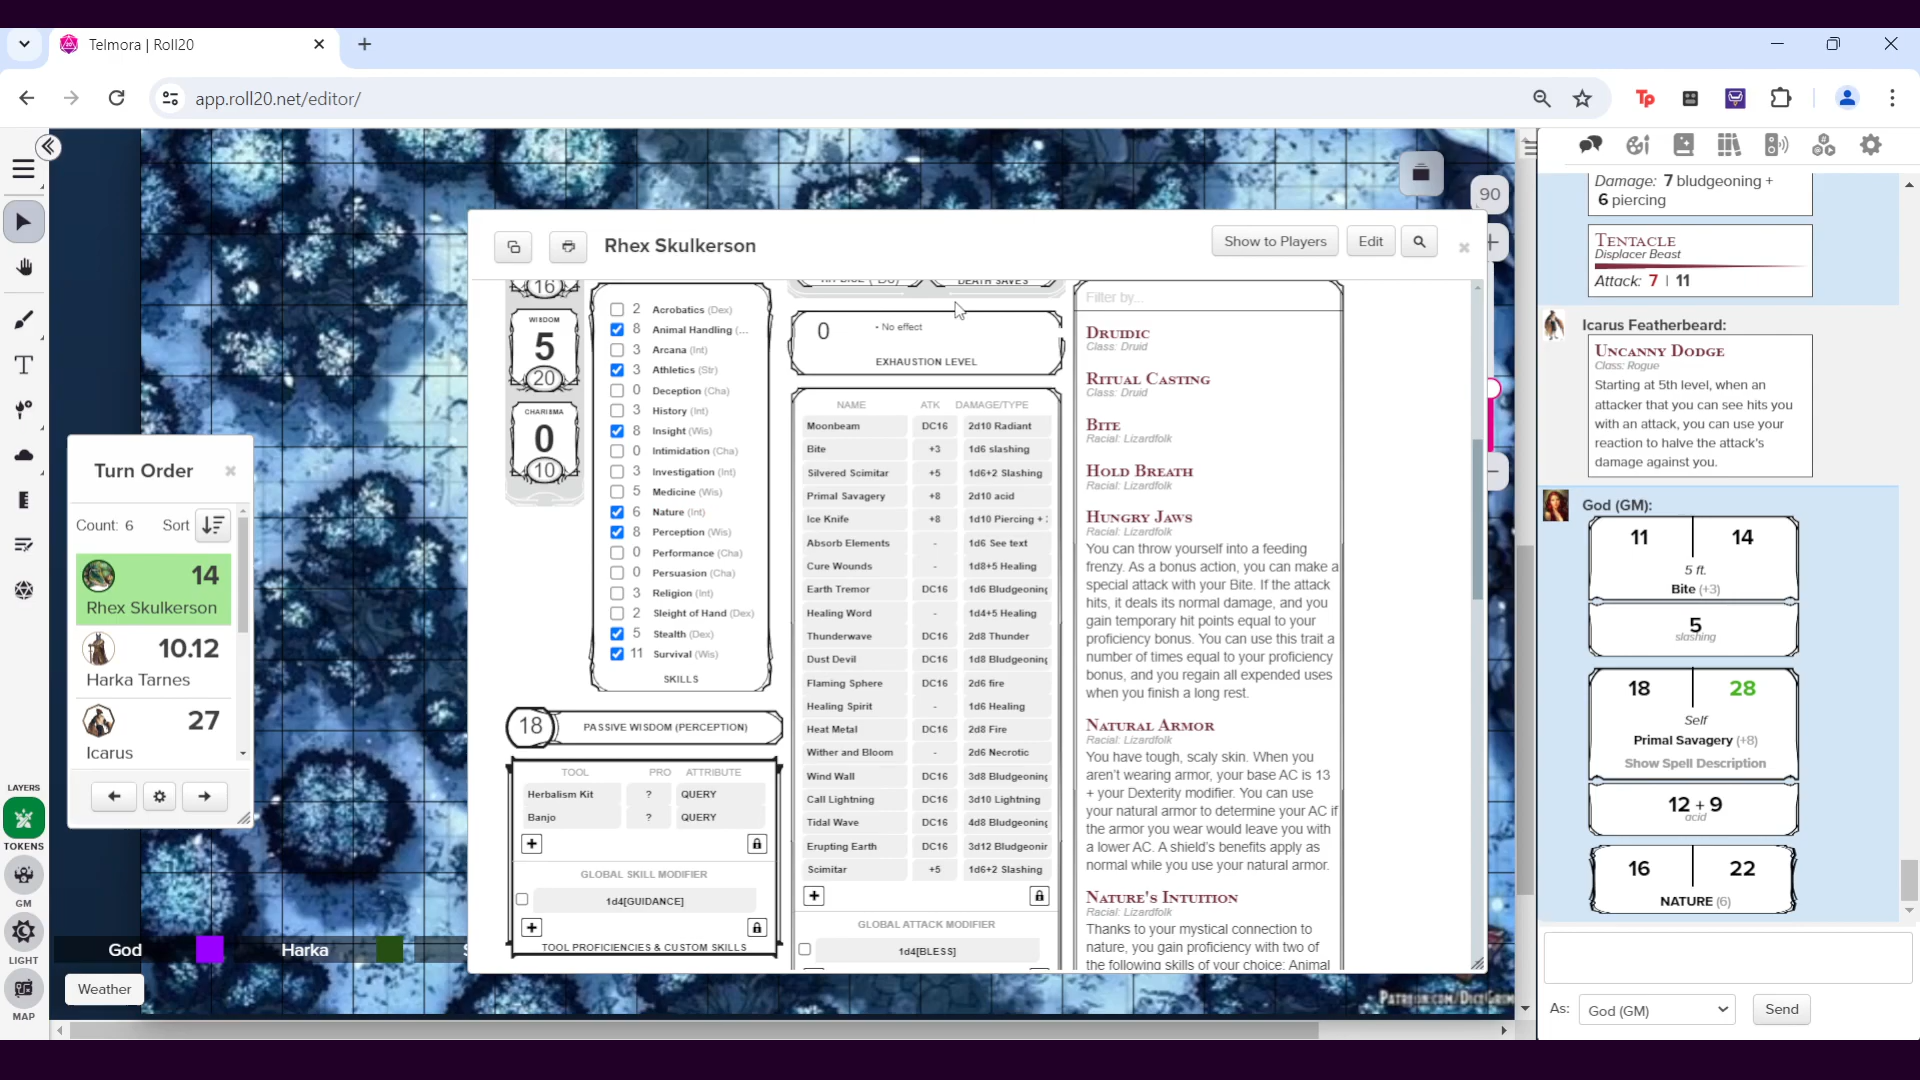 Telmora | Roll20
app.roll20.net/editor/
90
Rhex Skulkerson
Show to Players
Edit
Turn Order
Count: 6
Sort
14
Rhex Skulkerson
10.12
Harka Tarnes
27
Icarus
LAYERS
TOKENS
GM
LIGHT
MAP
God
Harka
Weather
16
WISDOM
5
20
CHARISMA
0
10
2 Acrobatics (Dex)
8 Animal Handling (...
3 Arcana (Int)
3 Athletics (Str)
0 Deception (Cha)
3 History (Int)
8 Insight (Wis)
0 Intimidation (Cha)
3 Investigation (Int)
5 Medicine (Wis)
6 Nature (Int)
8 Perception (Wis)
0 Performance (Cha)
0 Persuasion (Cha)
3 Religion (Int)
2 Sleight of Hand (Dex)
5 Stealth (Dex)
11 Survival (Wis)
SKILLS
18 PASSIVE WISDOM (PERCEPTION)
TOOL PRO ATTRIBUTE
Herbalism Kit ? QUERY
Banjo ? QUERY
GLOBAL SKILL MODIFIER
1d4[GUIDANCE]
TOOL PROFICIENCIES & CUSTOM SKILLS
DEATH SAVES
0 • No effect
EXHAUSTION LEVEL
NAME ATK DAMAGE/TYPE
Moonbeam DC16 2d10 Radiant
Bite +3 1d6 slashing
Silvered Scimitar +5 1d6+2 Slashing
Primal Savagery +8 2d10 acid
Ice Knife +8 1d10 Piercing +
Absorb Elements - 1d6 See text
Cure Wounds - 1d8+5 Healing
Earth Tremor DC16 1d6 Bludgeoning
Healing Word - 1d4+5 Healing
Thunderwave DC16 2d8 Thunder
Dust Devil DC16 1d8 Bludgeoning
Flaming Sphere DC16 2d6 fire
Healing Spirit - 1d6 Healing
Heat Metal DC16 2d8 Fire
Wither and Bloom - 2d6 Necrotic
Wind Wall DC16 3d8 Bludgeoning
Call Lightning DC16 3d10 Lightning
Tidal Wave DC16 4d8 Bludgeoning
Erupting Earth DC16 3d12 Bludgeonin
Scimitar +5 1d6+2 Slashing
GLOBAL ATTACK MODIFIER
1d4[BLESS]
Filter by...
DRUIDIC
Class: Druid
RITUAL CASTING
Class: Druid
BITE
Racial: Lizardfolk
HOLD BREATH
Racial: Lizardfolk
HUNGRY JAWS
Racial: Lizardfolk
You can throw yourself into a feeding
frenzy. As a bonus action, you can make a
special attack with your Bite. If the attack
hits, it deals its normal damage, and you
gain temporary hit points equal to your
proficiency bonus. You can use this trait a
number of times equal to your proficiency
bonus, and you regain all expended uses
when you finish a long rest.
NATURAL ARMOR
Racial: Lizardfolk
You have tough, scaly skin. When you
aren't wearing armor, your base AC is 13
+ your Dexterity modifier. You can use
your natural armor to determine your AC if
the armor you wear would leave you with
a lower AC. A shield's benefits apply as
normal while you use your natural armor.
NATURE'S INTUITION
Racial: Lizardfolk
Thanks to your mystical connection to
nature, you gain proficiency with two of
the following skills of your choice: Animal
Damage: 7 bludgeoning +
6 piercing
TENTACLE
Displacer Beast
Attack: 7 | 11
Icarus Featherbeard:
UNCANNY DODGE
Class: Rogue
Starting at 5th level, when an
attacker that you can see hits you
with an attack, you can use your
reaction to halve the attack's
damage against you.
God (GM):
11 14
5 ft.
Bite (+3)
5
slashing
18 28
Self
Primal Savagery (+8)
Show Spell Description
12 + 9
acid
16 22
NATURE (6)
As: God (GM)
Send